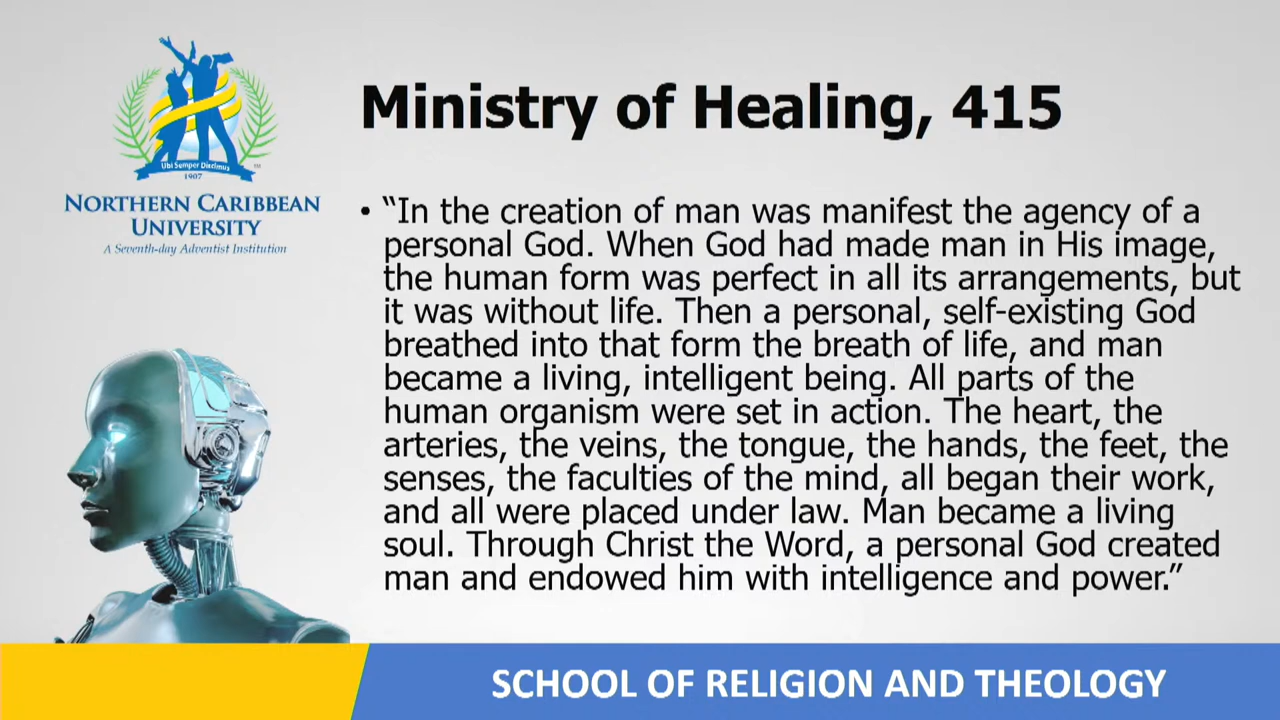 Ministry of Healing, 415
Ubi Semper Discimus
SM
1907
NORTHERN CARIBBEAN
UNIVERSITY
A Seventh-day Adventist Institution
• “In the creation of man was manifest the agency of a
personal God. When God had made man in His image,
the human form was perfect in all its arrangements, but
it was without life. Then a personal, self-existing God
breathed into that form the breath of life, and man
became a living, intelligent being. All parts of the
human organism were set in action. The heart, the
arteries, the veins, the tongue, the hands, the feet, the
senses, the faculties of the mind, all began their work,
and all were placed under law. Man became a living
soul. Through Christ the Word, a personal God created
man and endowed him with intelligence and power.”
SCHOOL OF RELIGION AND THEOLOGY